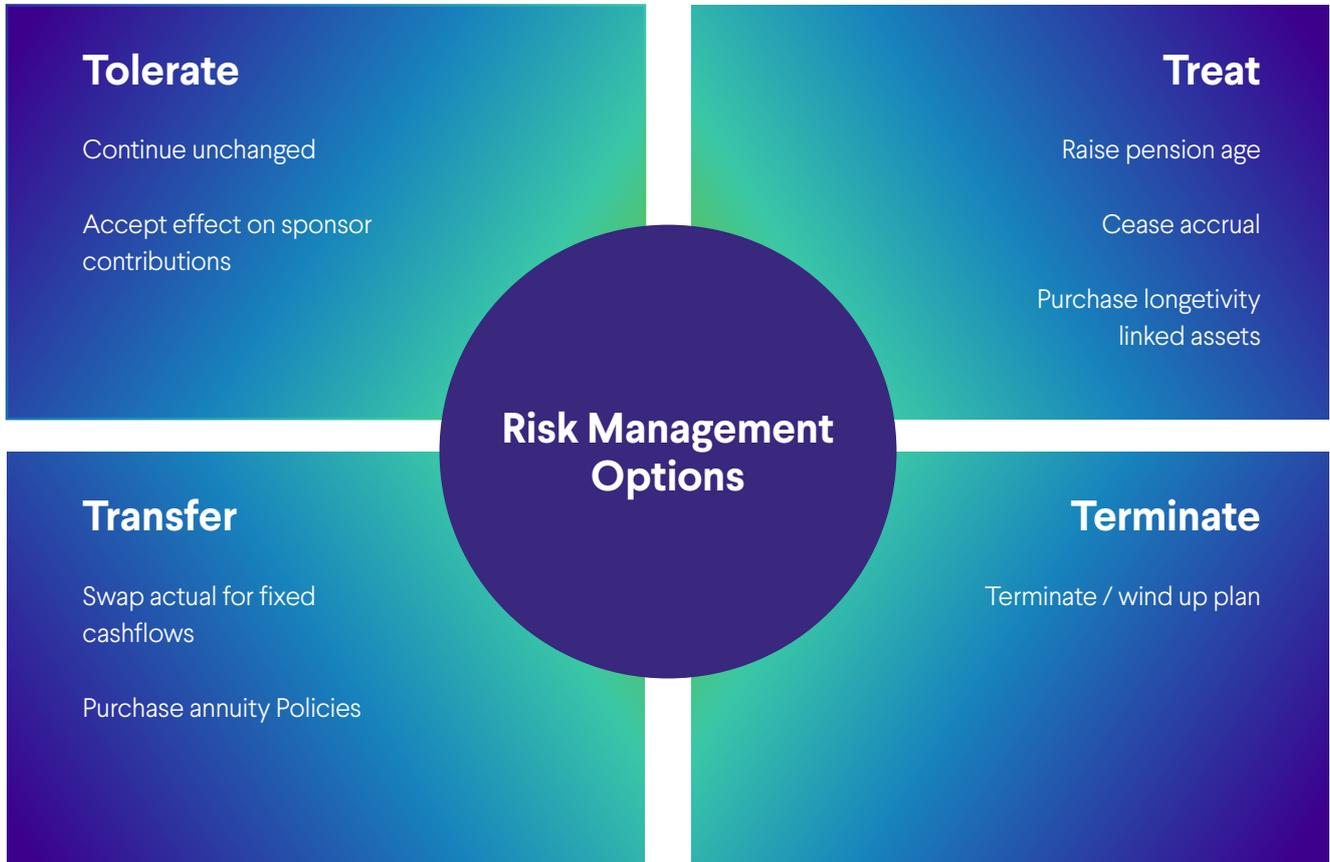 Tolerate
Continue unchanged
Accept effect on sponsor
contributions
Treat
Raise pension age
Cease accrual
Purchase longetivity
linked assets
Risk Management
Options
Transfer
Swap actual for fixed
cashflows
Purchase annuity Policies
Terminate
Terminate / wind up plan